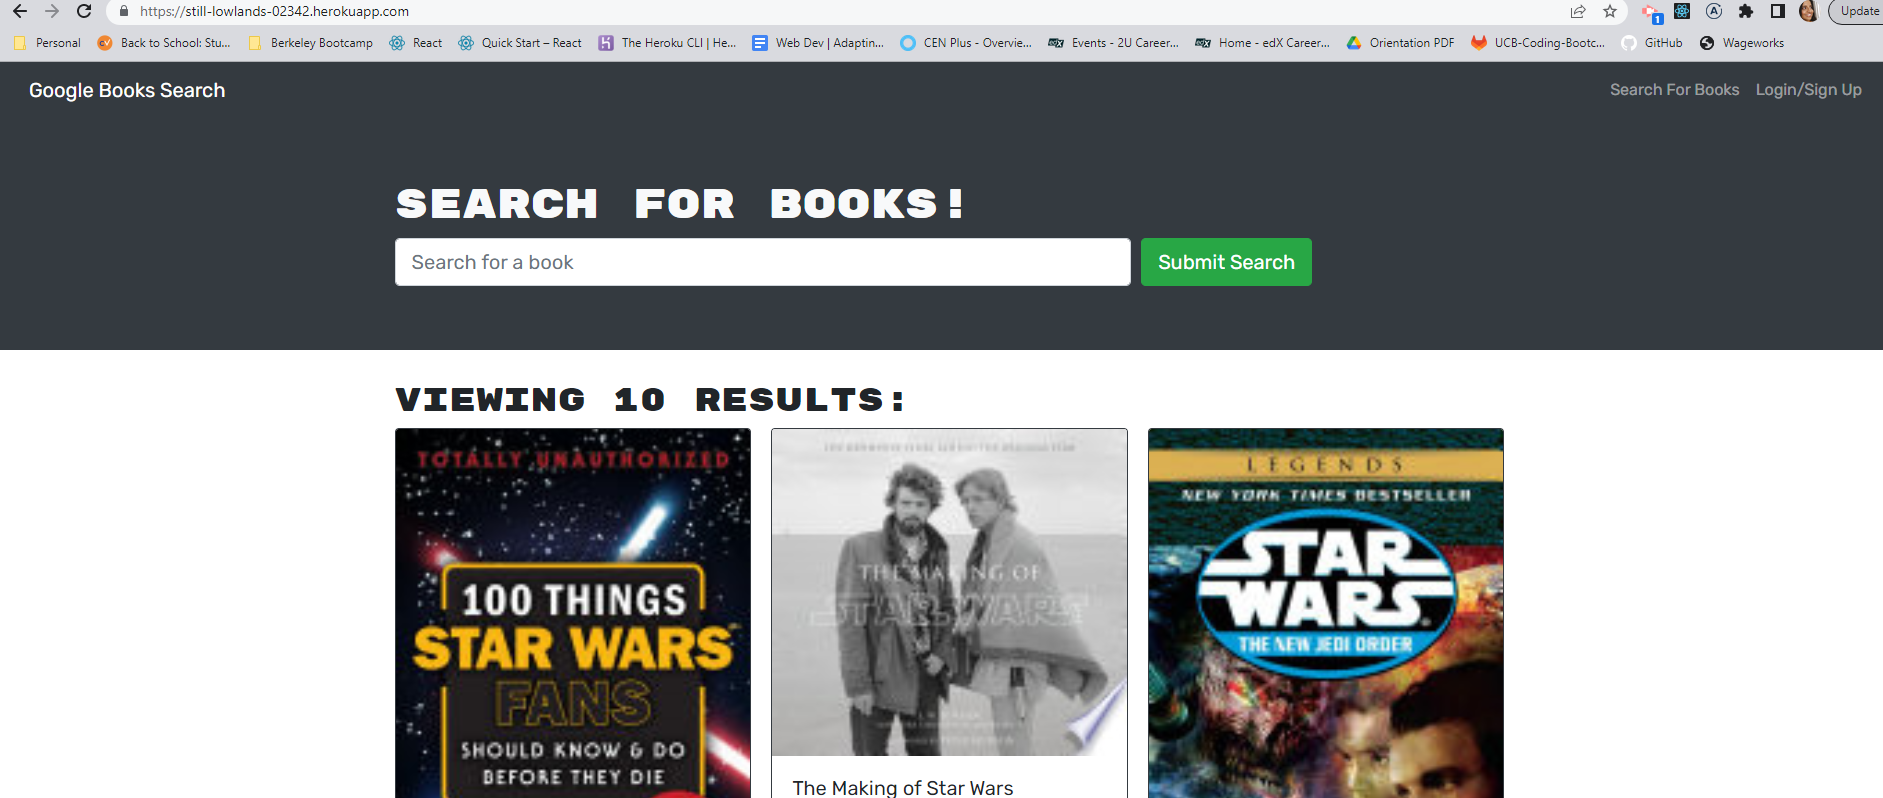 https://still-lowlands-02342.herokuapp.com
1
Update
Personal
Back to School: Stu...
Berkeley Bootcamp
React
Quick Start – React
The Heroku CLI | He...
Web Dev | Adaptin...
CEN Plus - Overvie...
Events - 2U Career...
Home - edX Career...
Orientation PDF
UCB-Coding-Bootc...
GitHub
Wageworks
Google Books Search
Search For Books
Login/Sign Up
SEARCH FOR BOOKS!
Search for a book
Submit Search
VIEWING 10 RESULTS:
TOTALLY UNAUTHORIZED
100 THINGS
STAR WARS
FANS
SHOULD KNOW & DO
BEFORE THEY DIE
THE MAKING OF
STAR WARS
The Making of Star Wars
LEGENDS
NEW YORK TIMES BESTSELLER
STAR
WARS
THE NEW JEDI ORDER